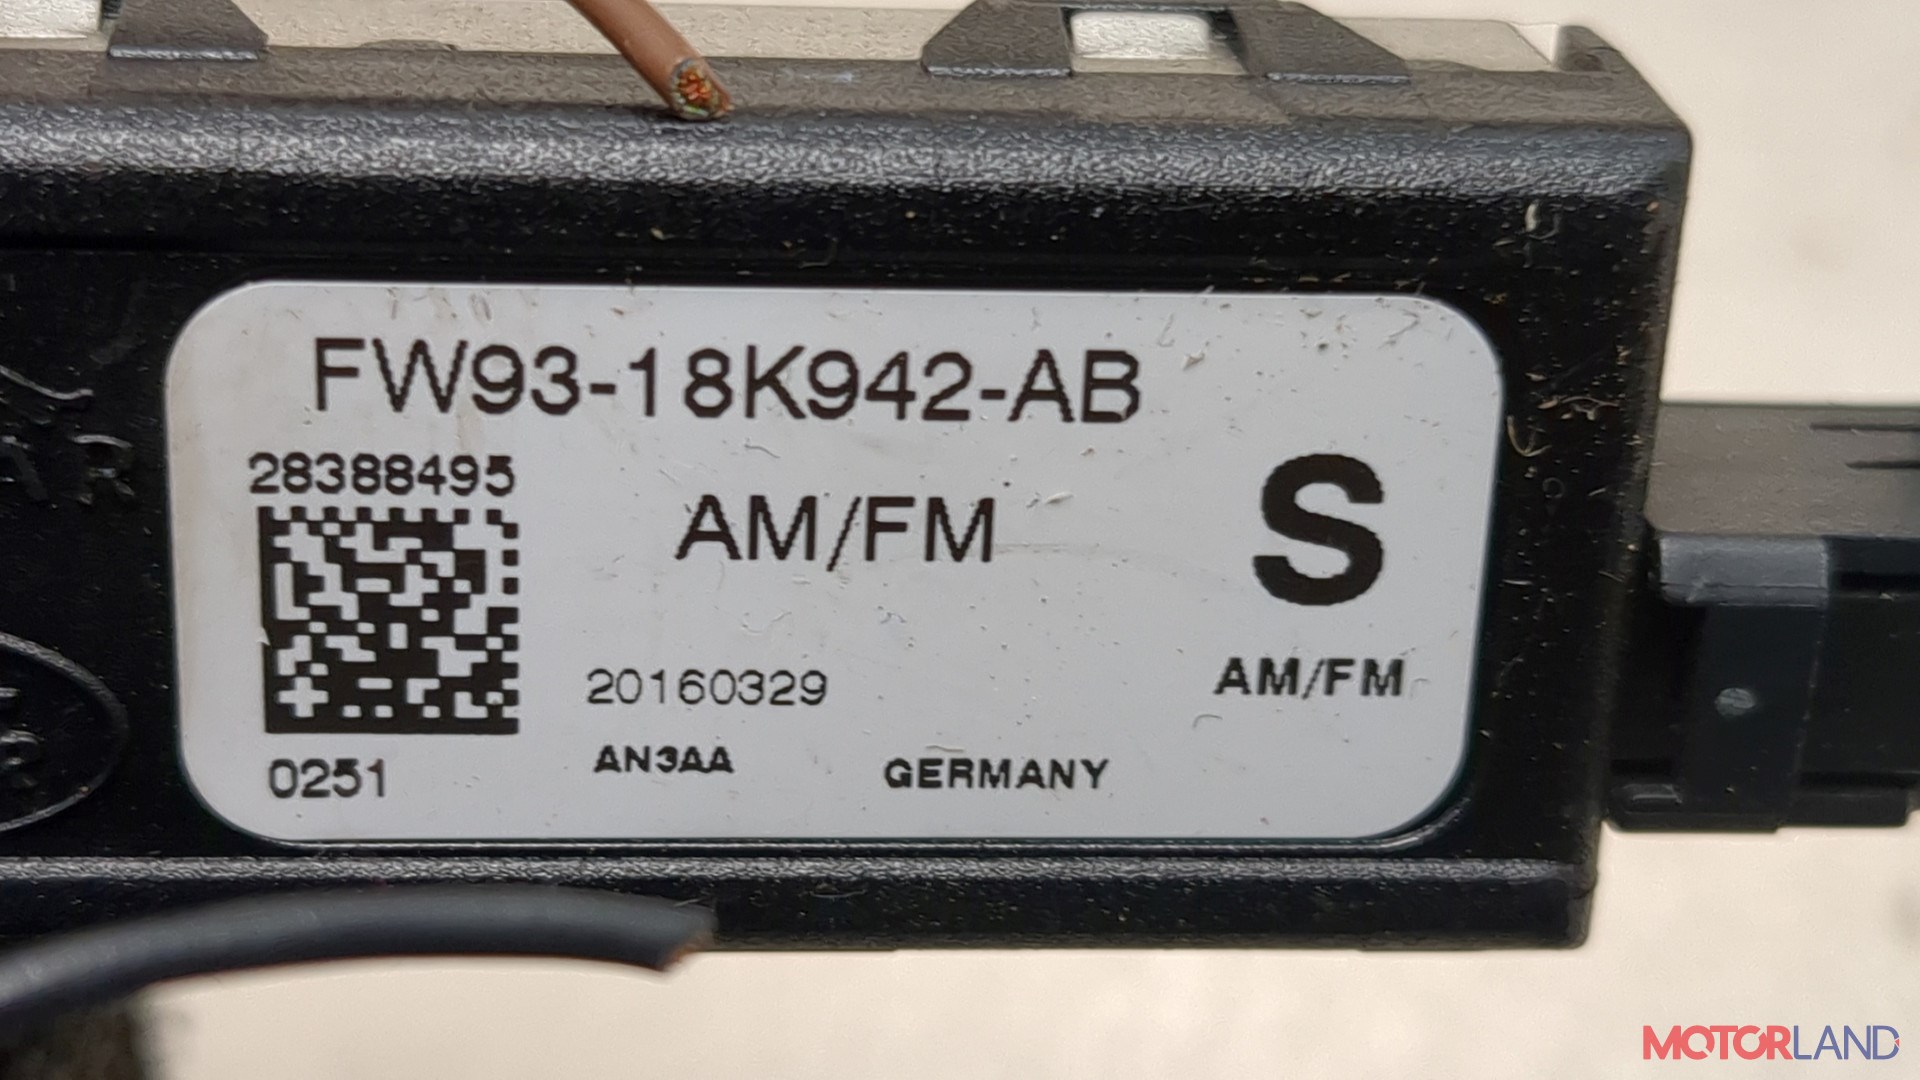 FW93-18K942-AB
28388495
AM/FM
S
AM/FM
20160329
0251
AN3AA
GERMANY
MOTORLAND